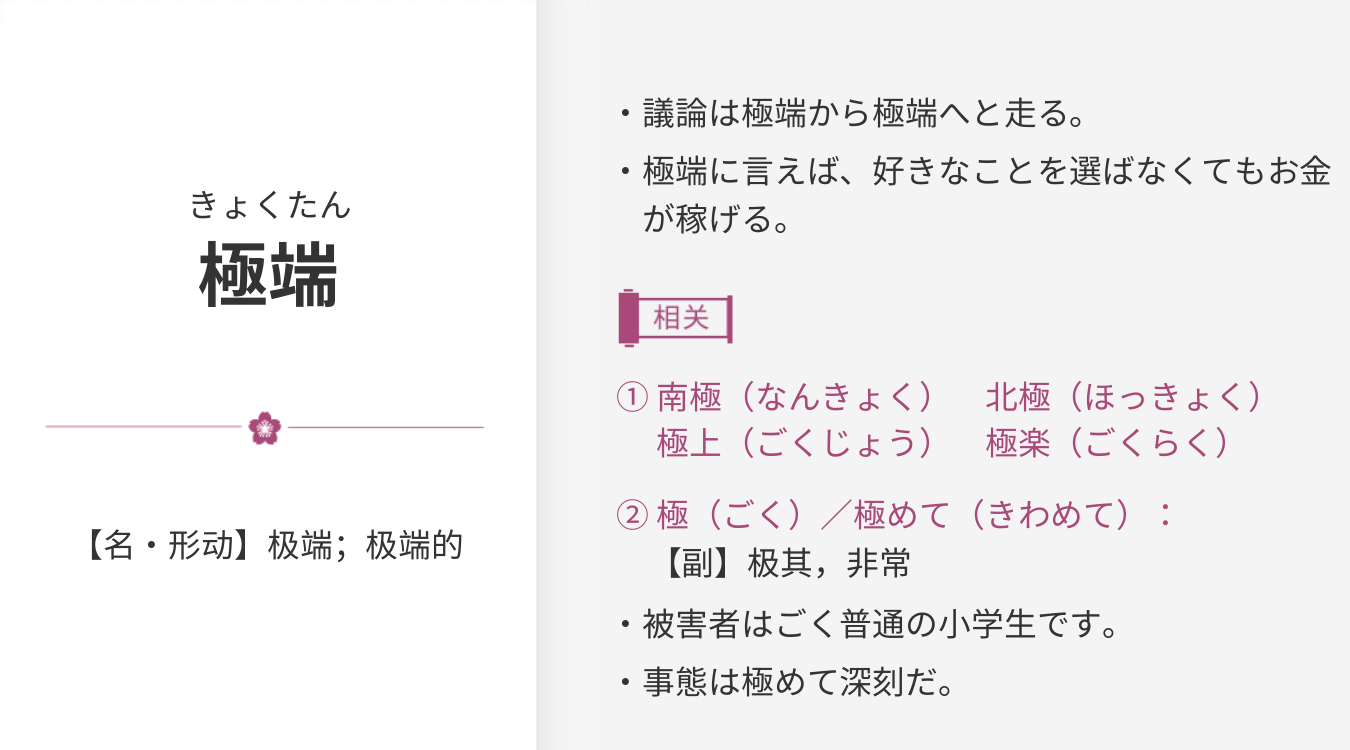 きょくたん
極端
【名・形动】极端；极端的
・議論は極端から極端へと走る。
・極端に言えば、好きなことを選ばなくてもお金
が稼げる。
相关
① 南極（なんきょく）　北極（ほっきょく）
極上（ごくじょう）　極楽（ごくらく）
② 極（ごく）／極めて（きわめて）：
【副】极其，非常
・被害者はごく普通の小学生です。
・事態は極めて深刻だ。